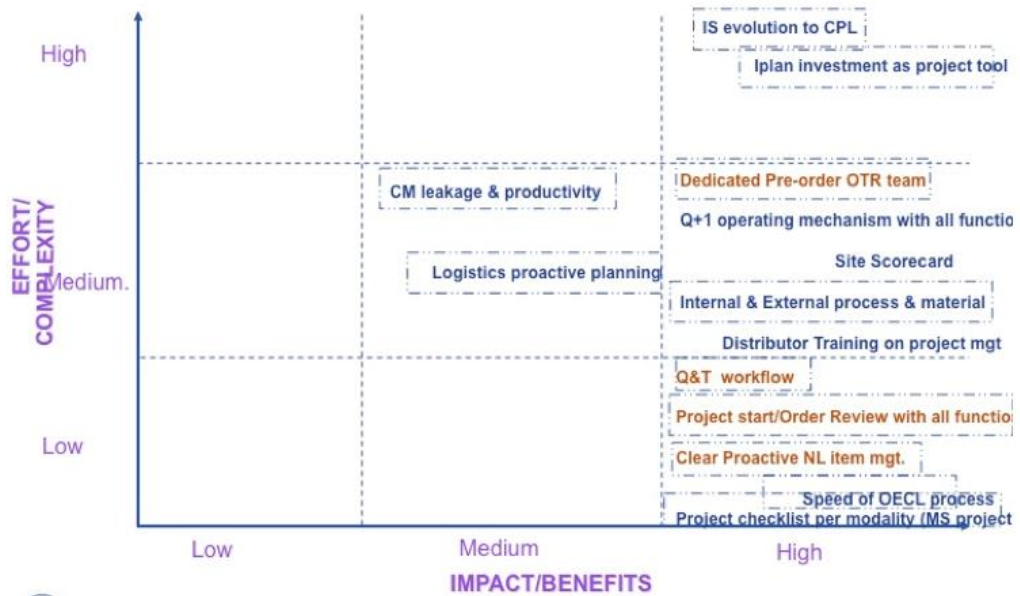 High
IS evolution to CPL
Iplan investment as project tool
Dedicated Pre-order OTR team
CM leakage & productivity
Q+1 operating mechanism with all functio
EFFORT/
COMPLEXITY
Site Scorecard
Logistics proactive planning
Medium.
Internal & External process & material
Distributor Training on project mgt
Q&T workflow
Project start/Order Review with all functio
Low
Clear Proactive NL item mgt.
Speed of OECL process
Project checklist per modality (MS project
Low
Medium
High
IMPACT/BENEFITS